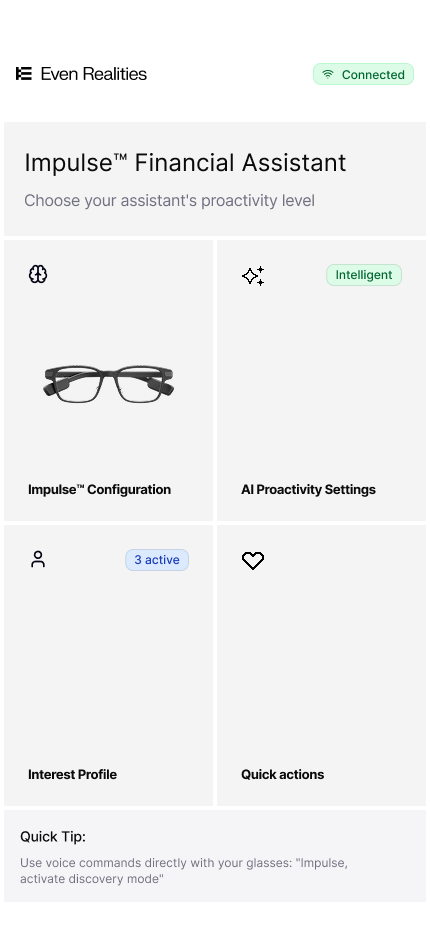 Even Realities
Connected
Impulse™ Financial Assistant
Choose your assistant's proactivity level
Intelligent
Impulse™ Configuration
AI Proactivity Settings
3 active
Interest Profile
Quick actions
Quick Tip:
Use voice commands directly with your glasses: "Impulse,
activate discovery mode"